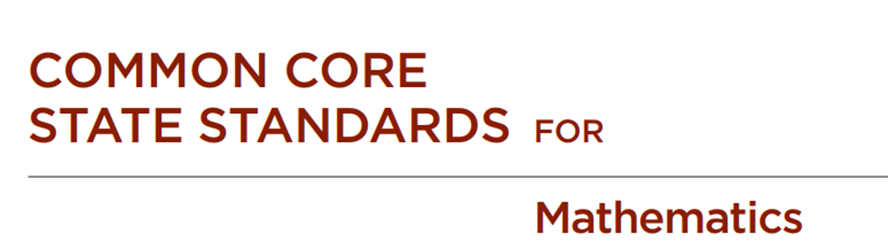 COMMON CORE
STATE STANDARDS FOR
Mathematics